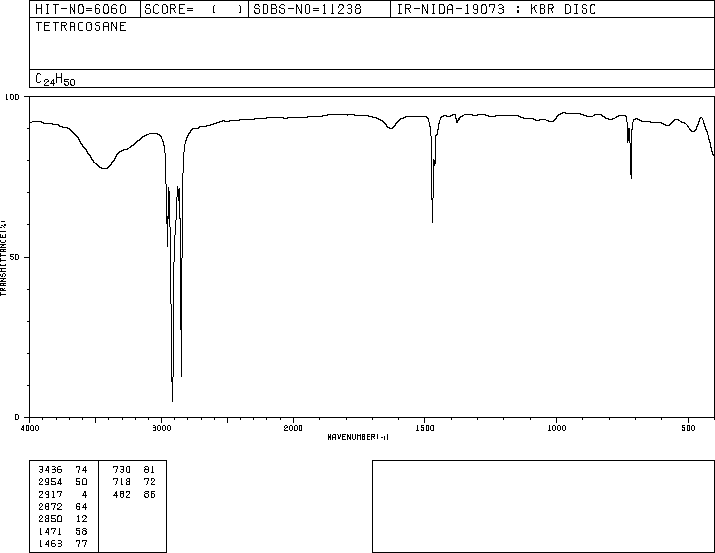 HIT-NO=6060 SCORE= ( ) SDBS-NO=11238 IR-NIDA-19073 : KBR DISC
TETRACOSANE
C24H50
100
50
0
TRANSMITTANCE(%)
4000 3000 2000 1500 1000 500
WAVENUMBER(-1)
3436 74 730 81
2954 50 718 72
2917 4 482 86
2872 64
2850 12
1471 58
1463 77